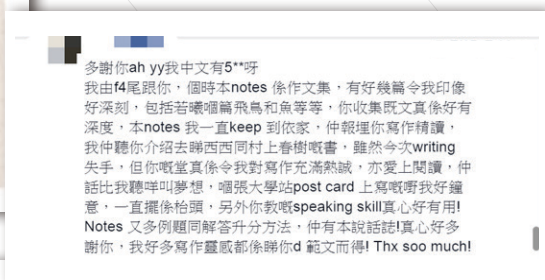 多謝你ah yy我中文有5**呀
我由f4尾跟你，個時本notes 係作文集，有好幾篇令我印像
好深刻，包括若曦嗰篇飛鳥和魚等等，你收集既文真係好有
深度，本notes 我一直keep 到依家，仲報埋你寫作精讀，
我仲聽你介紹去睇西西同村上春樹嘅書，雖然今次writing
失手，但你嘅堂真係令我對寫作充滿熱誠，亦愛上閱讀，仲
話比我聽咩叫夢想，嗰張大學站post card 上寫嘅嘢我好鐘
意，一直擺係枱頭，另外你教嘅speaking skill真心好有用!
Notes 又多例題同解答升分方法，仲有本說話誌!真心好多
謝你，我好多寫作靈感都係睇你d 範文而得! Thx soo much!